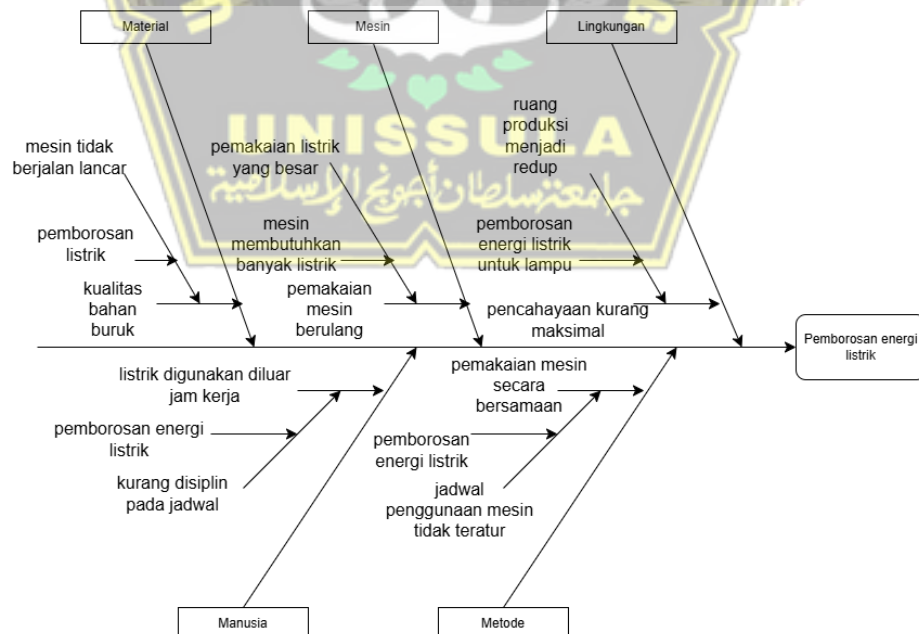 Material
Mesin
Lingkungan
UNISSULA
جامعتسلطان أجونج الإسلامية
mesin tidak
berjalan lancar
pemakaian listrik
yang besar
ruang
produksi
menjadi
redup
pemborosan
listrik
mesin
membutuhkan
banyak listrik
pemborosan
energi listrik
untuk lampu
kualitas
bahan
buruk
pemakaian
mesin
berulang
pencahayaan kurang
maksimal
Pemborosan energi
listrik
listrik digunakan diluar
jam kerja
pemakaian mesin
secara
bersamaan
pemborosan energi
listrik
pemborosan
energi listrik
kurang disiplin
pada jadwal
jadwal
penggunaan mesin
tidak teratur
Manusia
Metode